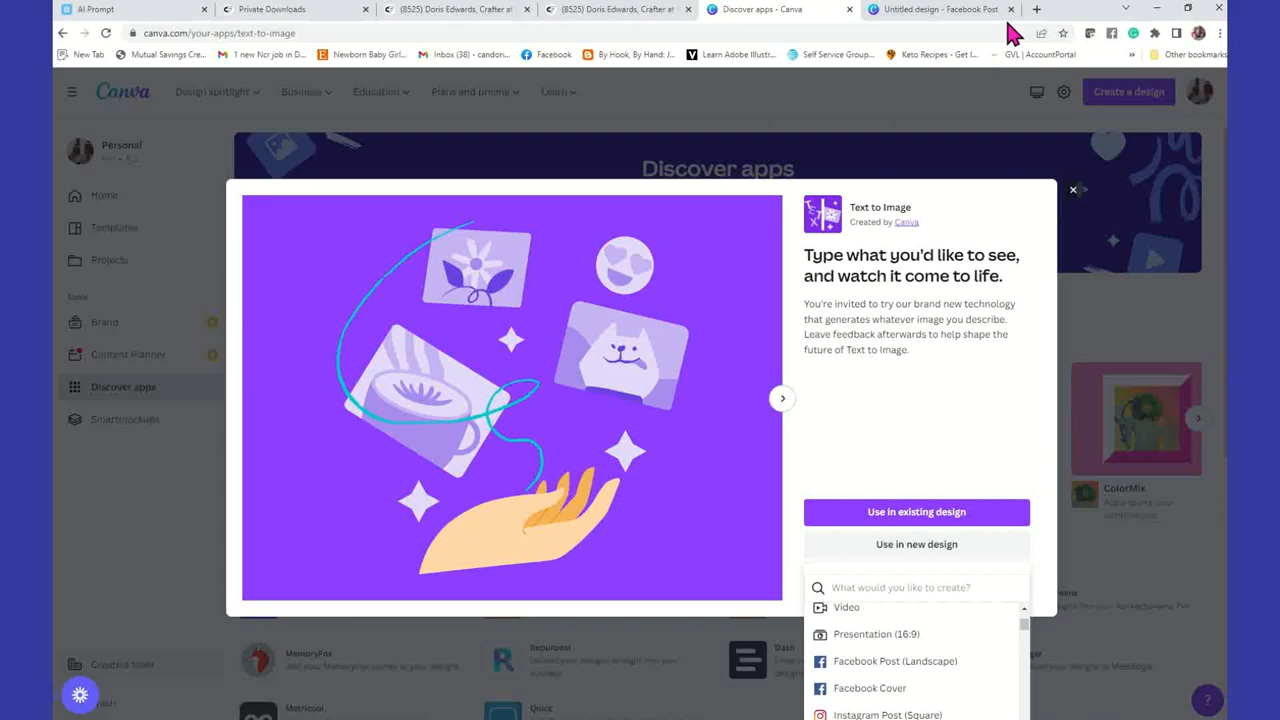 AI Prompt
Private Downloads
(8525) Doris Edwards, Crafter at
(8525) Doris Edwards, Crafter at
Discover apps - Canva
Untitled design - Facebook Post
canva.com/your-apps/text-to-image
New Tab
Mutual Savings Cre...
1 new Ncr job in D...
Newborn Baby Girl...
Inbox (38) - candon...
Facebook
By Hook, By Hand: J...
Learn Adobe Illustr...
Self Service Group...
Keto Recipes - Get I...
GVL | AccountPortal
»
Other bookmarks
Canva
Design spotlight
Business
Education
Plans and pricing
Learn
Create a design
Personal
Home
Templates
Projects
Tools
Brand
Content Planner
Discover apps
Smartmockups
Create a team
Trash
Discover apps
Text to Image
Created by Canva
Type what you'd like to see,
and watch it come to life.
You're invited to try our brand new technology
that generates whatever image you describe.
Leave feedback afterwards to help shape the
future of Text to Image.
Use in existing design
Use in new design
What would you like to create?
Video
Presentation (16:9)
Facebook Post (Landscape)
Facebook Cover
Instagram Post (Square)
ColorMix
MemoryFox
Repurpost
Dash
Metricool
Quicc
?